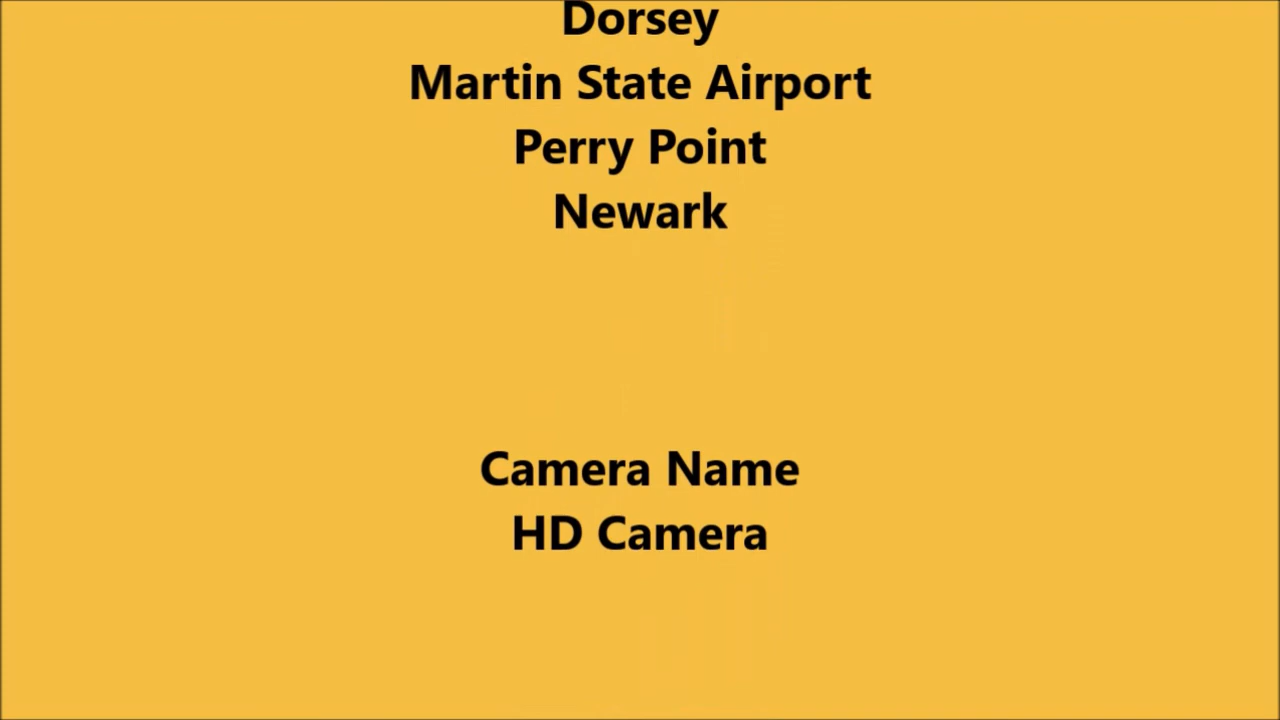 Dorsey
Martin State Airport
Perry Point
Newark
Camera Name
HD Camera